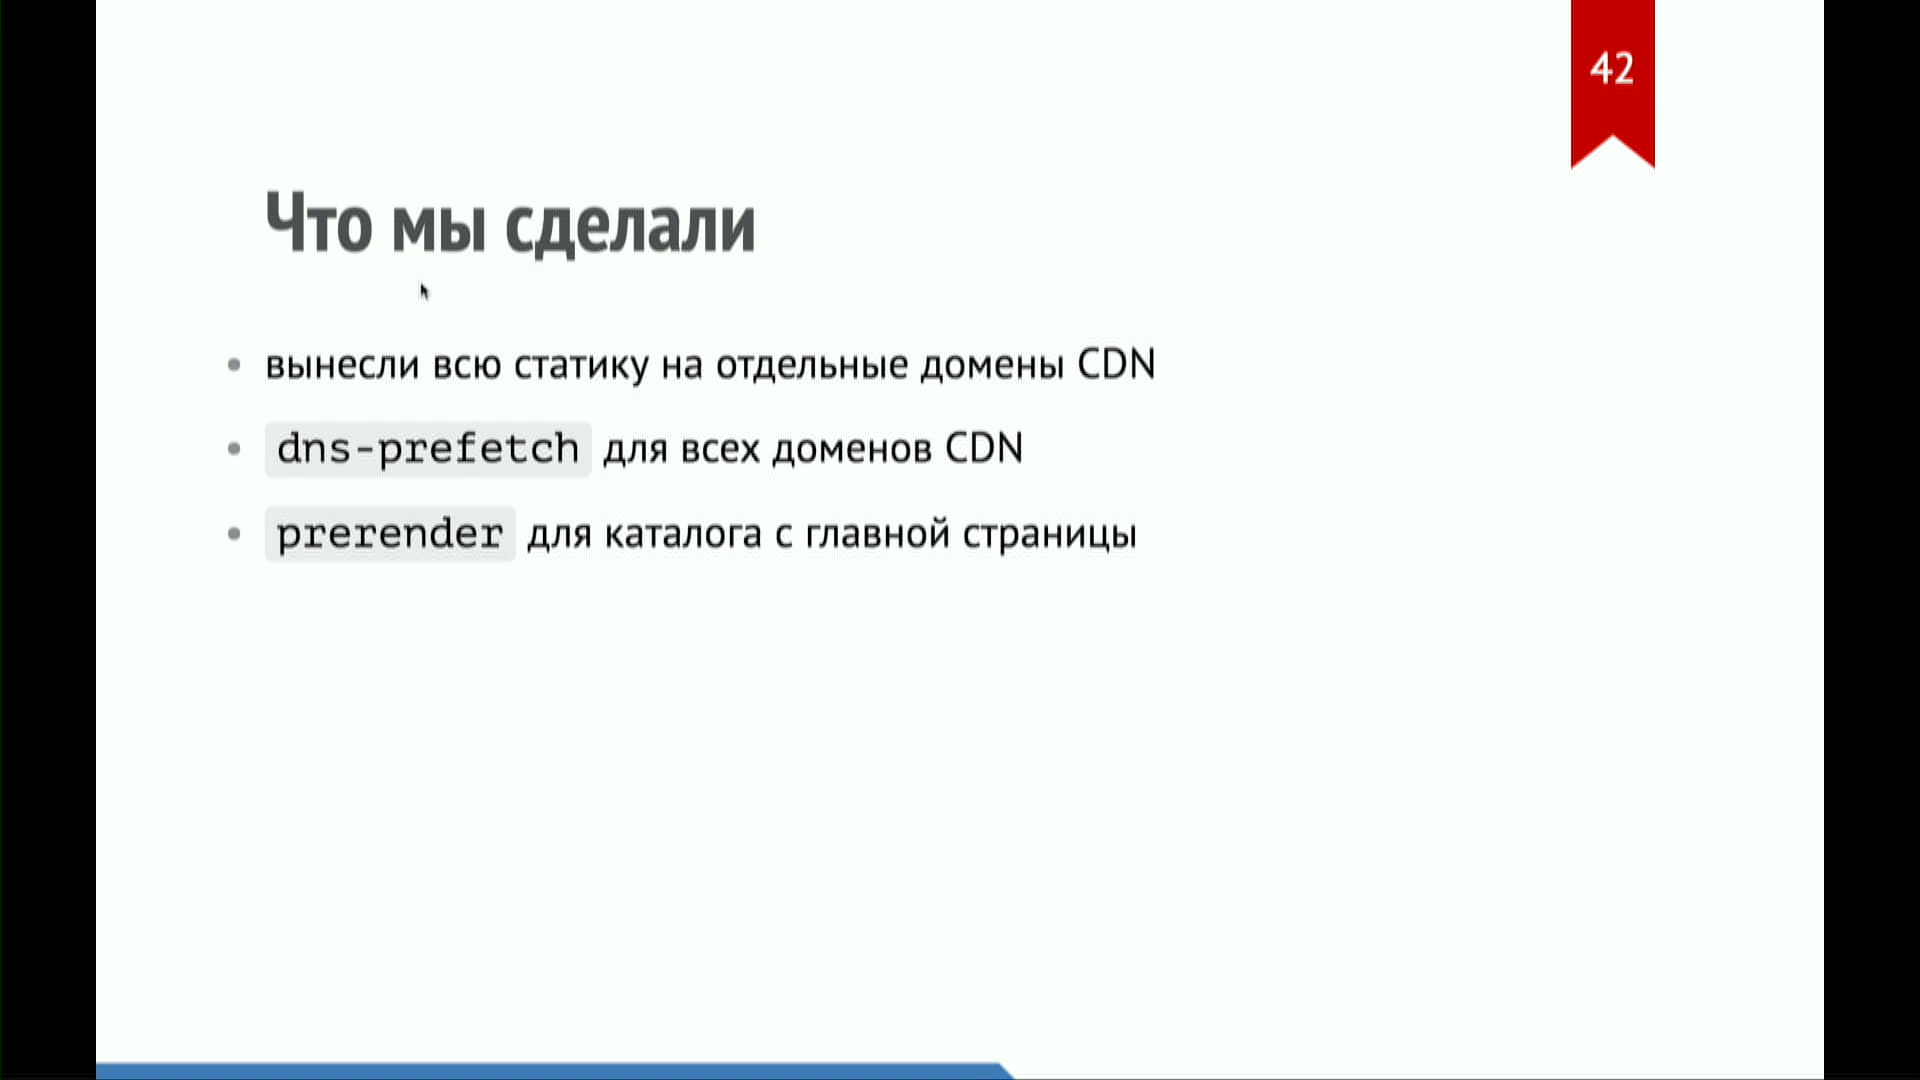 42
Что мы сделали
• вынесли всю статику на отдельные домены CDN
• dns-prefetch для всех доменов CDN
• prerender для каталога с главной страницы